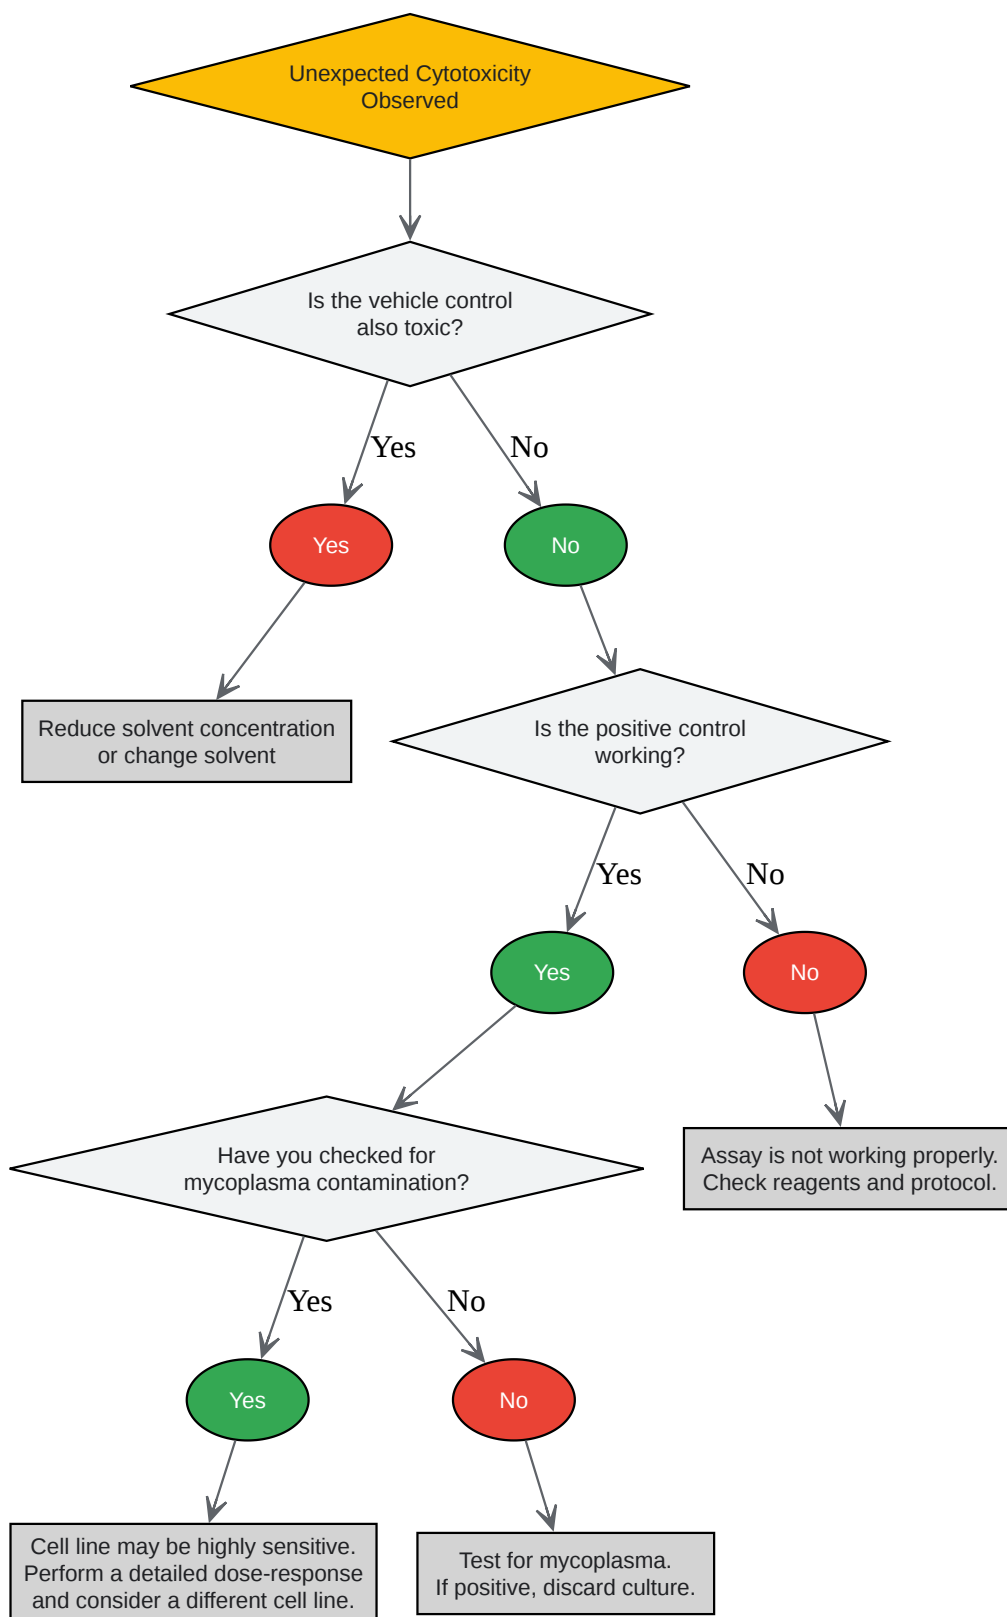 Unexpected Cytotoxicity
Observed
Is the vehicle control
also toxic?
Yes
No
Yes
No
Reduce solvent concentration
or change solvent
Is the positive control
working?
Yes
No
Yes
No
Have you checked for
mycoplasma contamination?
Assay is not working properly.
Check reagents and protocol.
Yes
No
Yes
No
Cell line may be highly sensitive.
Perform a detailed dose-response
and consider a different cell line.
Test for mycoplasma.
If positive, discard culture.